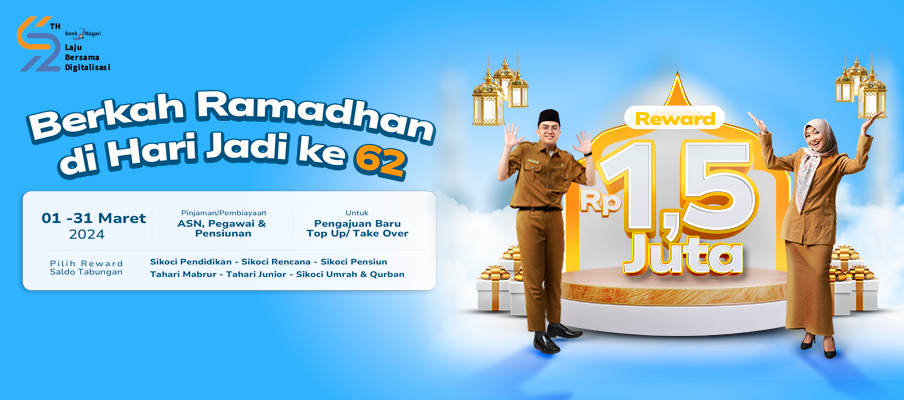 62
TH
Bank Nagari
Laju
Bersama
Digitalisasi
Berkah Ramadhan
di Hari Jadi ke 62
01 -31 Maret
2024
Pinjaman/Pembiayaan
ASN, Pegawai &
Pensiunan
Untuk
Pengajuan Baru
Top Up/ Take Over
Pilih Reward
Saldo Tabungan
Sikoci Pendidikan - Sikoci Rencana - Sikoci Pensiun
Tahari Mabrur - Tahari Junior - Sikoci Umrah & Qurban
Reward
Rp 1,5
Juta